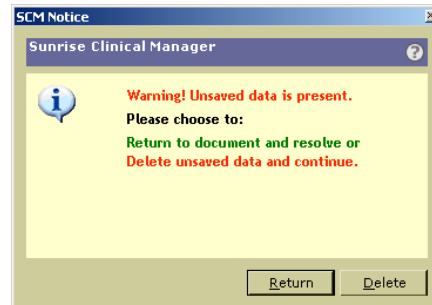 SCM Notice
Sunrise Clinical Manager
?
Warning! Unsaved data is present.
Please choose to:
Return to document and resolve or
Delete unsaved data and continue.
Return Delete